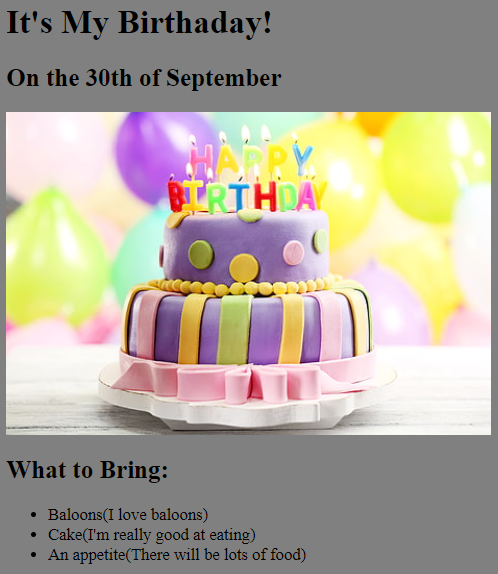 It's My Birthaday!
On the 30th of September
HAPPY
BIRTHDAY
What to Bring:
Baloons(I love baloons)
Cake(I'm really good at eating)
An appetite(There will be lots of food)